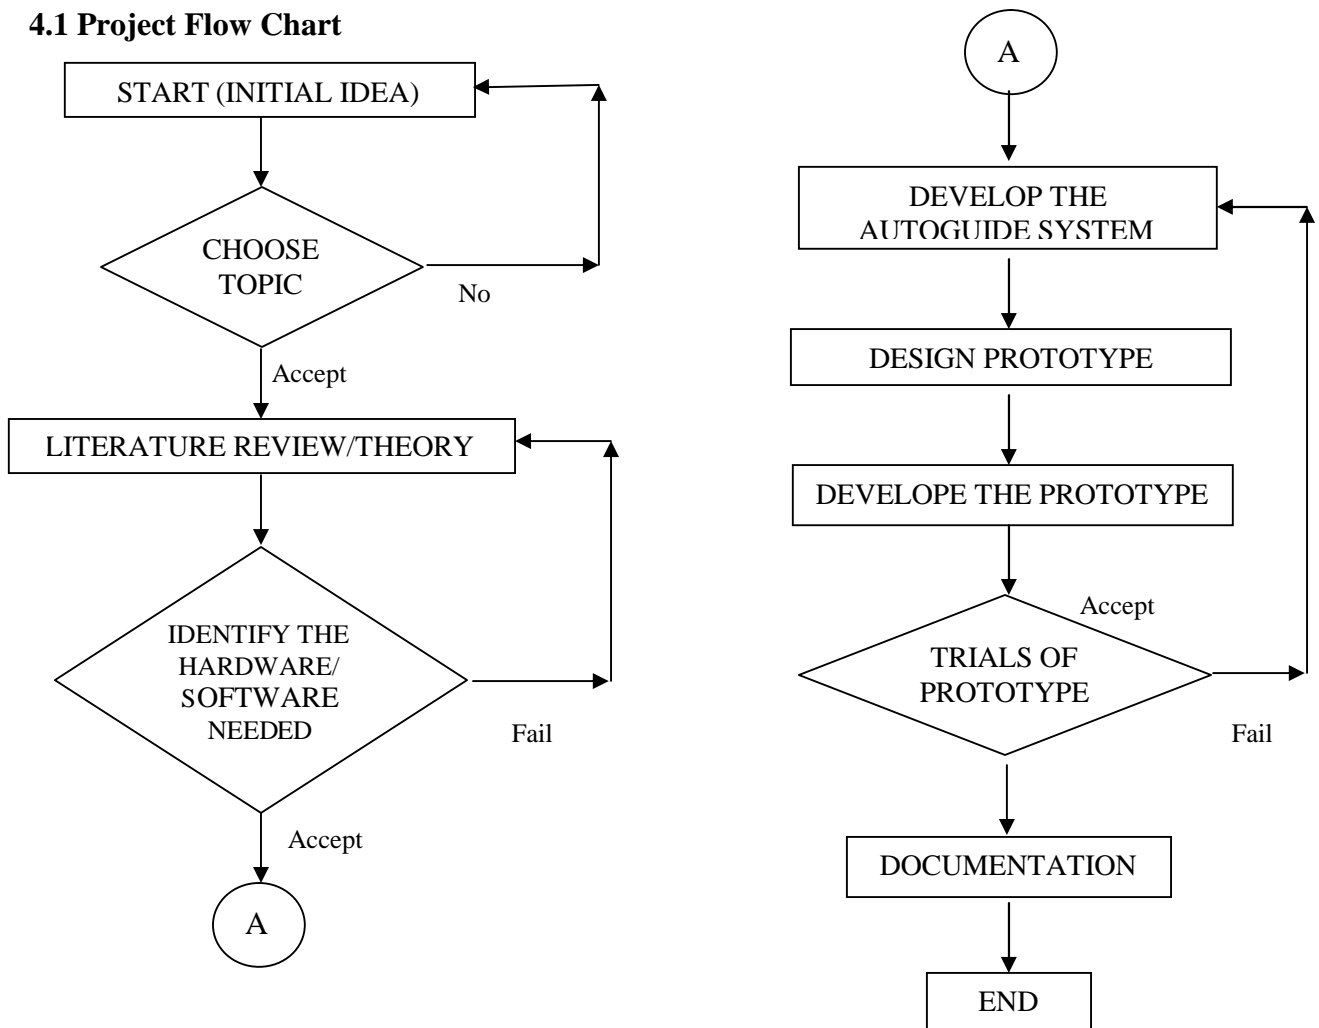 4.1 Project Flow Chart
START (INITIAL IDEA)
CHOOSE
TOPIC
No
Accept
LITERATURE REVIEW/THEORY
IDENTIFY THE
HARDWARE/
SOFTWARE
NEEDED
Fail
Accept
A
A
DEVELOP THE
AUTOGUIDE SYSTEM
DESIGN PROTOTYPE
DEVELOPE THE PROTOTYPE
Accept
TRIALS OF
PROTOTYPE
Fail
DOCUMENTATION
END